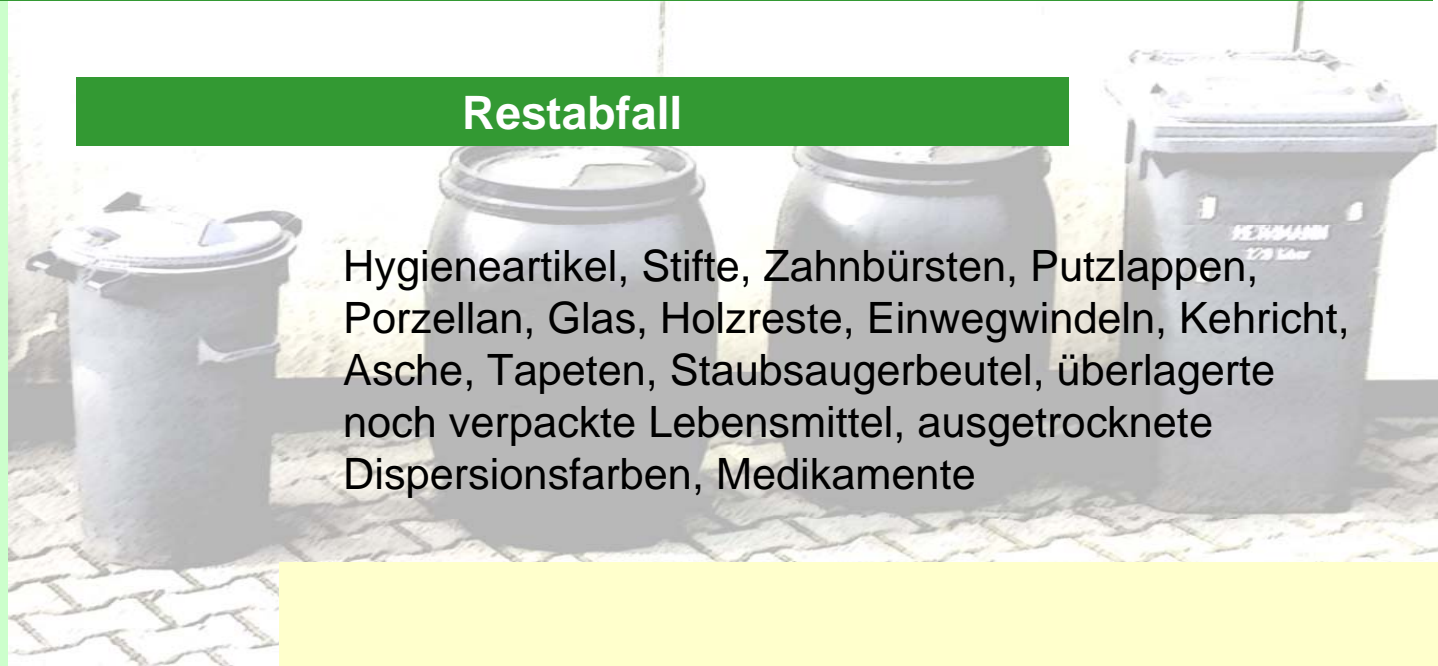 Restabfall
Hygieneartikel, Stifte, Zahnbürsten, Putzlappen,
Porzellan, Glas, Holzreste, Einwegwindeln, Kehricht,
Asche, Tapeten, Staubsaugerbeutel, überlagerte
noch verpackte Lebensmittel, ausgetrocknete
Dispersionsfarben, Medikamente